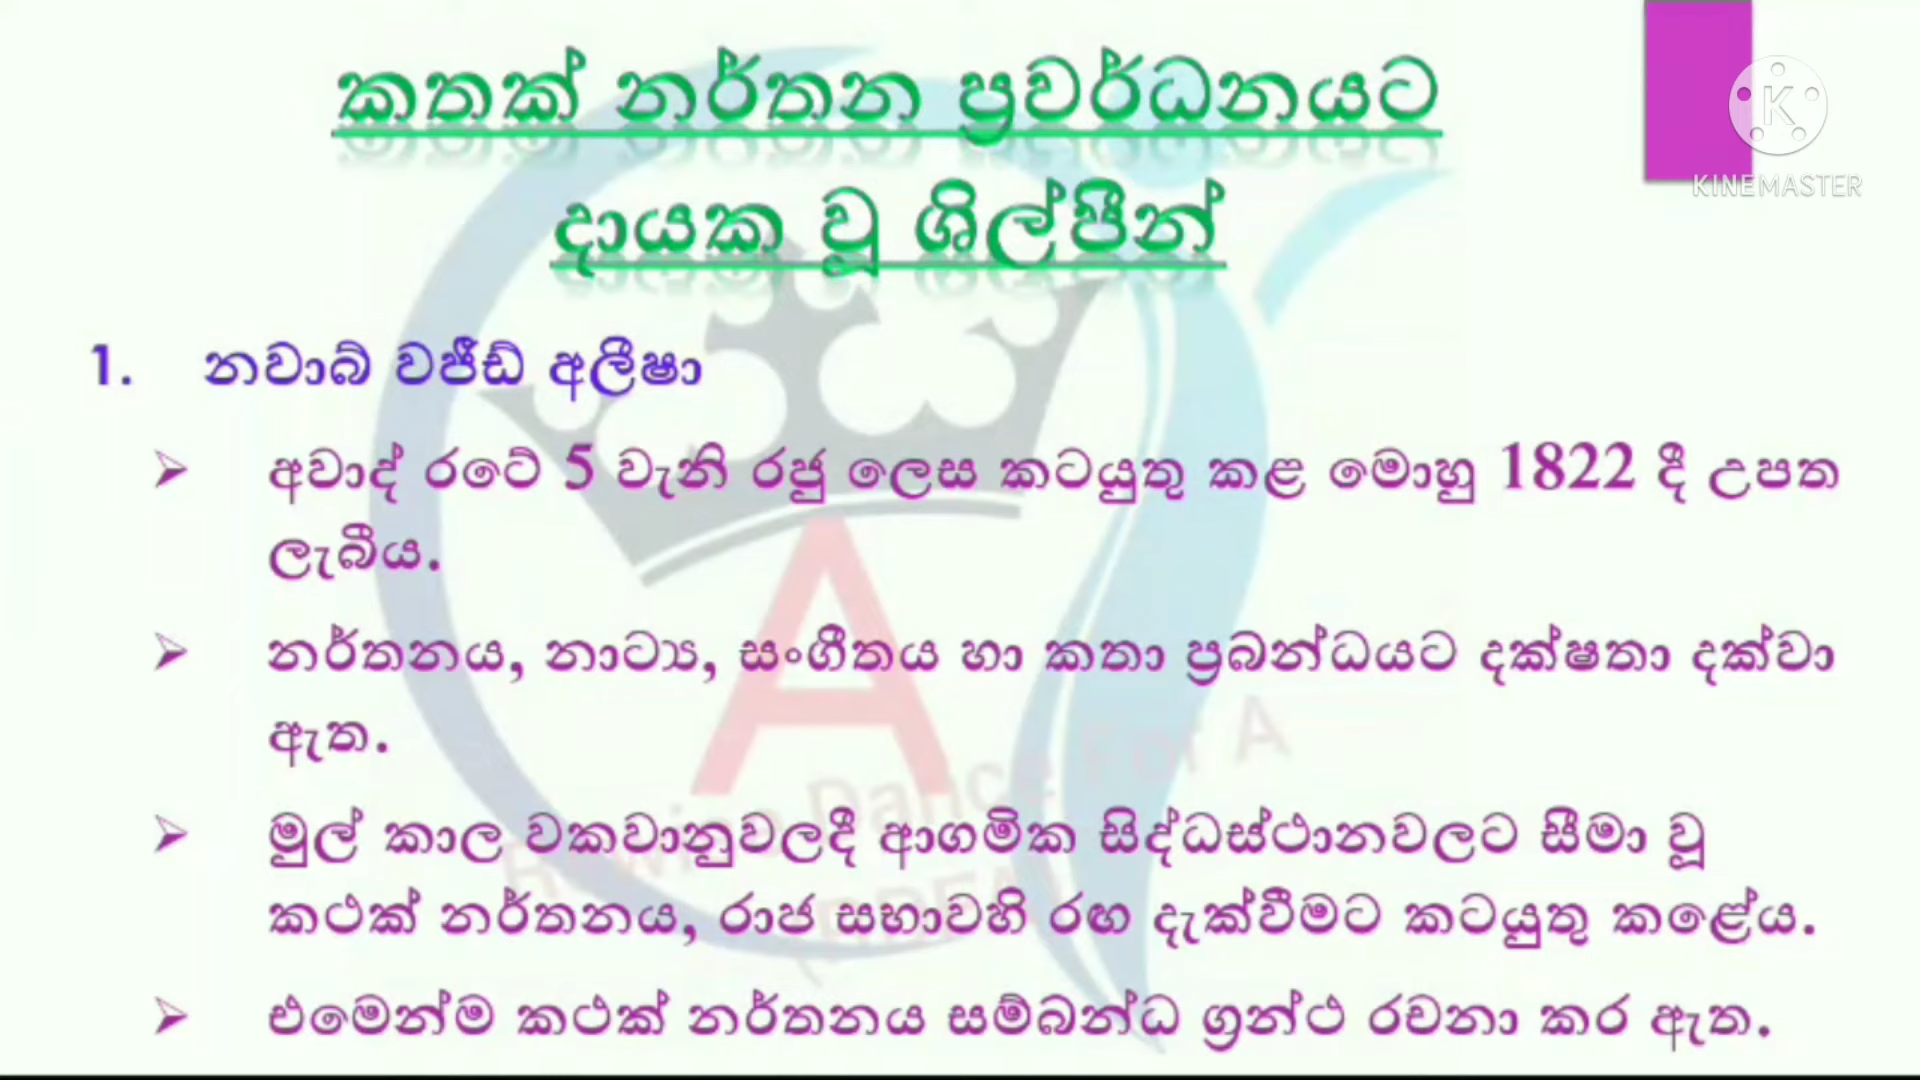 කතක් නර්තන ප්‍රවර්ධනයට
දායක වූ ශිල්පීන්
KINEMASTER
1. නවාබ් වජීඩ් අලීෂා
➢ අවාද් රටේ 5 වැනි රජු ලෙස කටයුතු කළ මොහු 1822 දී උපත
ලැබීය.
➢ නර්තනය, නාට්‍ය, සංගීතය හා කතා ප්‍රබන්ධයට දක්ෂතා දක්වා
ඇත.
➢ මුල් කාල වකවානුවලදී ආගමික සිද්ධස්ථානවලට සීමා වූ
කථක් නර්තනය, රාජ සභාවහි රඟ දැක්වීමට කටයුතු කළේය.
➢ එමෙන්ම කථක් නර්තනය සම්බන්ධ ග්‍රන්ථ රචනා කර ඇත.
A
Dance For A